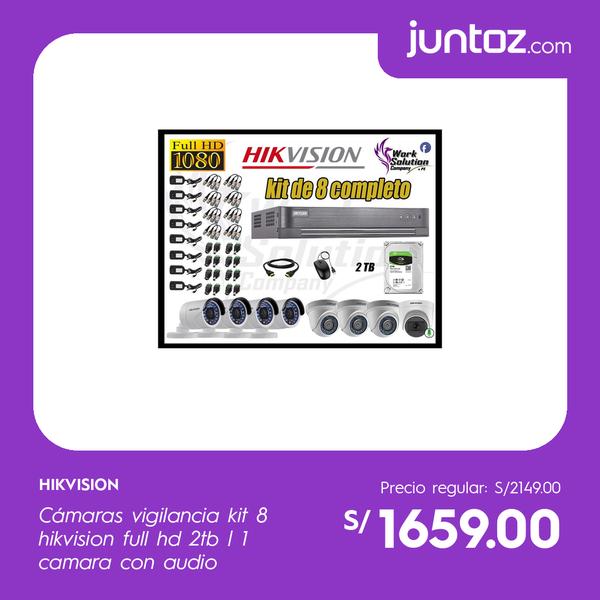 juntoz.com
Full HD
1080
HIKVISION
Work
Solution
Company
kit de 8 completo
2 TB
HIKVISION
Precio regular: S/2149.00
Cámaras vigilancia kit 8
hikvision full hd 2tb | 1
camara con audio
S/ 1659.00